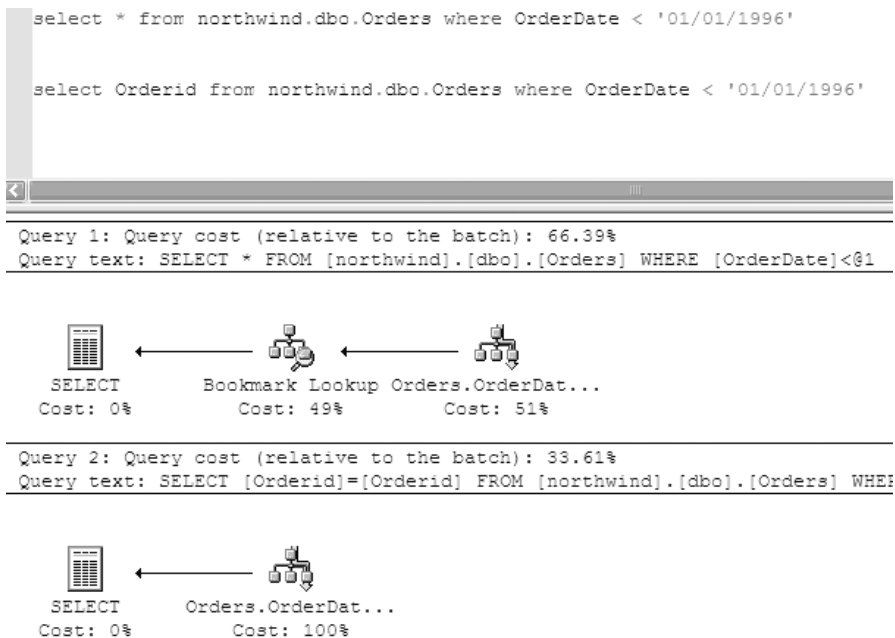 select * from northwind.dbo.Orders where OrderDate < '01/01/1996'
select Orderid from northwind.dbo.Orders where OrderDate < '01/01/1996'
Query 1: Query cost (relative to the batch): 66.39%
Query text: SELECT * FROM [northwind].[dbo].[Orders] WHERE [OrderDate]<@1
SELECT Bookmark Lookup Orders.OrderDat...
Cost: 0% Cost: 49% Cost: 51%
Query 2: Query cost (relative to the batch): 33.61%
Query text: SELECT [Orderid]=[Orderid] FROM [northwind].[dbo].[Orders] WHER
SELECT Orders.OrderDat...
Cost: 0% Cost: 100%